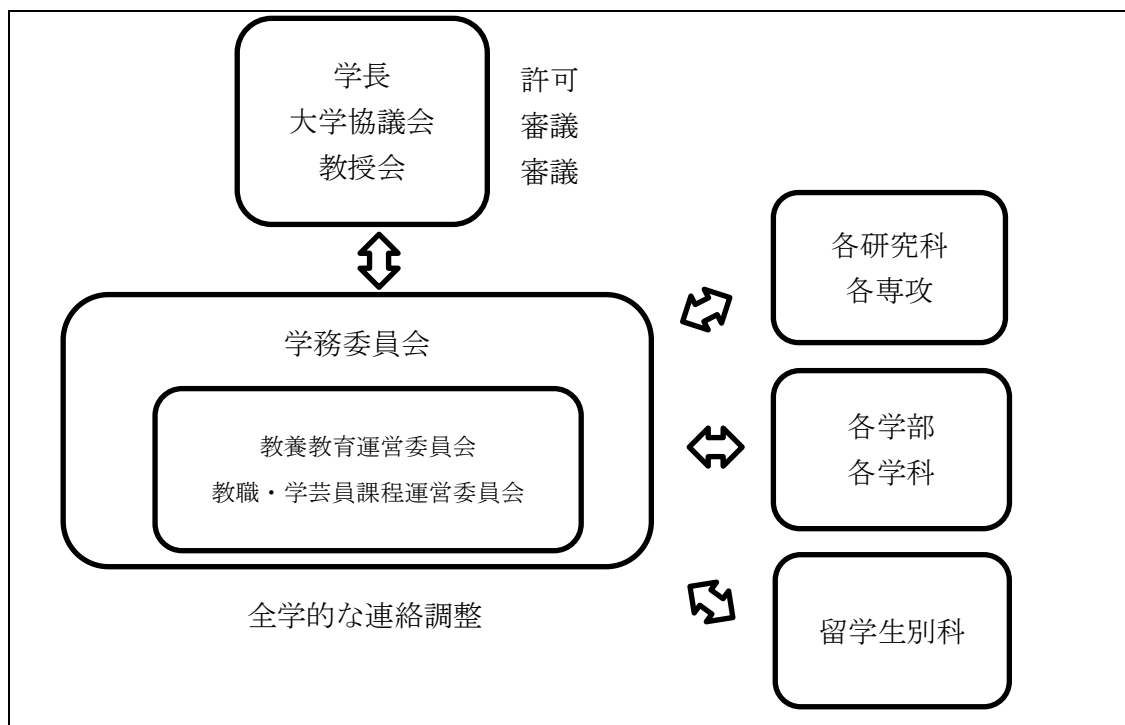 学長
大学協議会
教授会
許可
審議
審議
学務委員会
教養教育運営委員会
教職・学芸員課程運営委員会
全学的な連絡調整
各研究科
各専攻
各学部
各学科
留学生別科